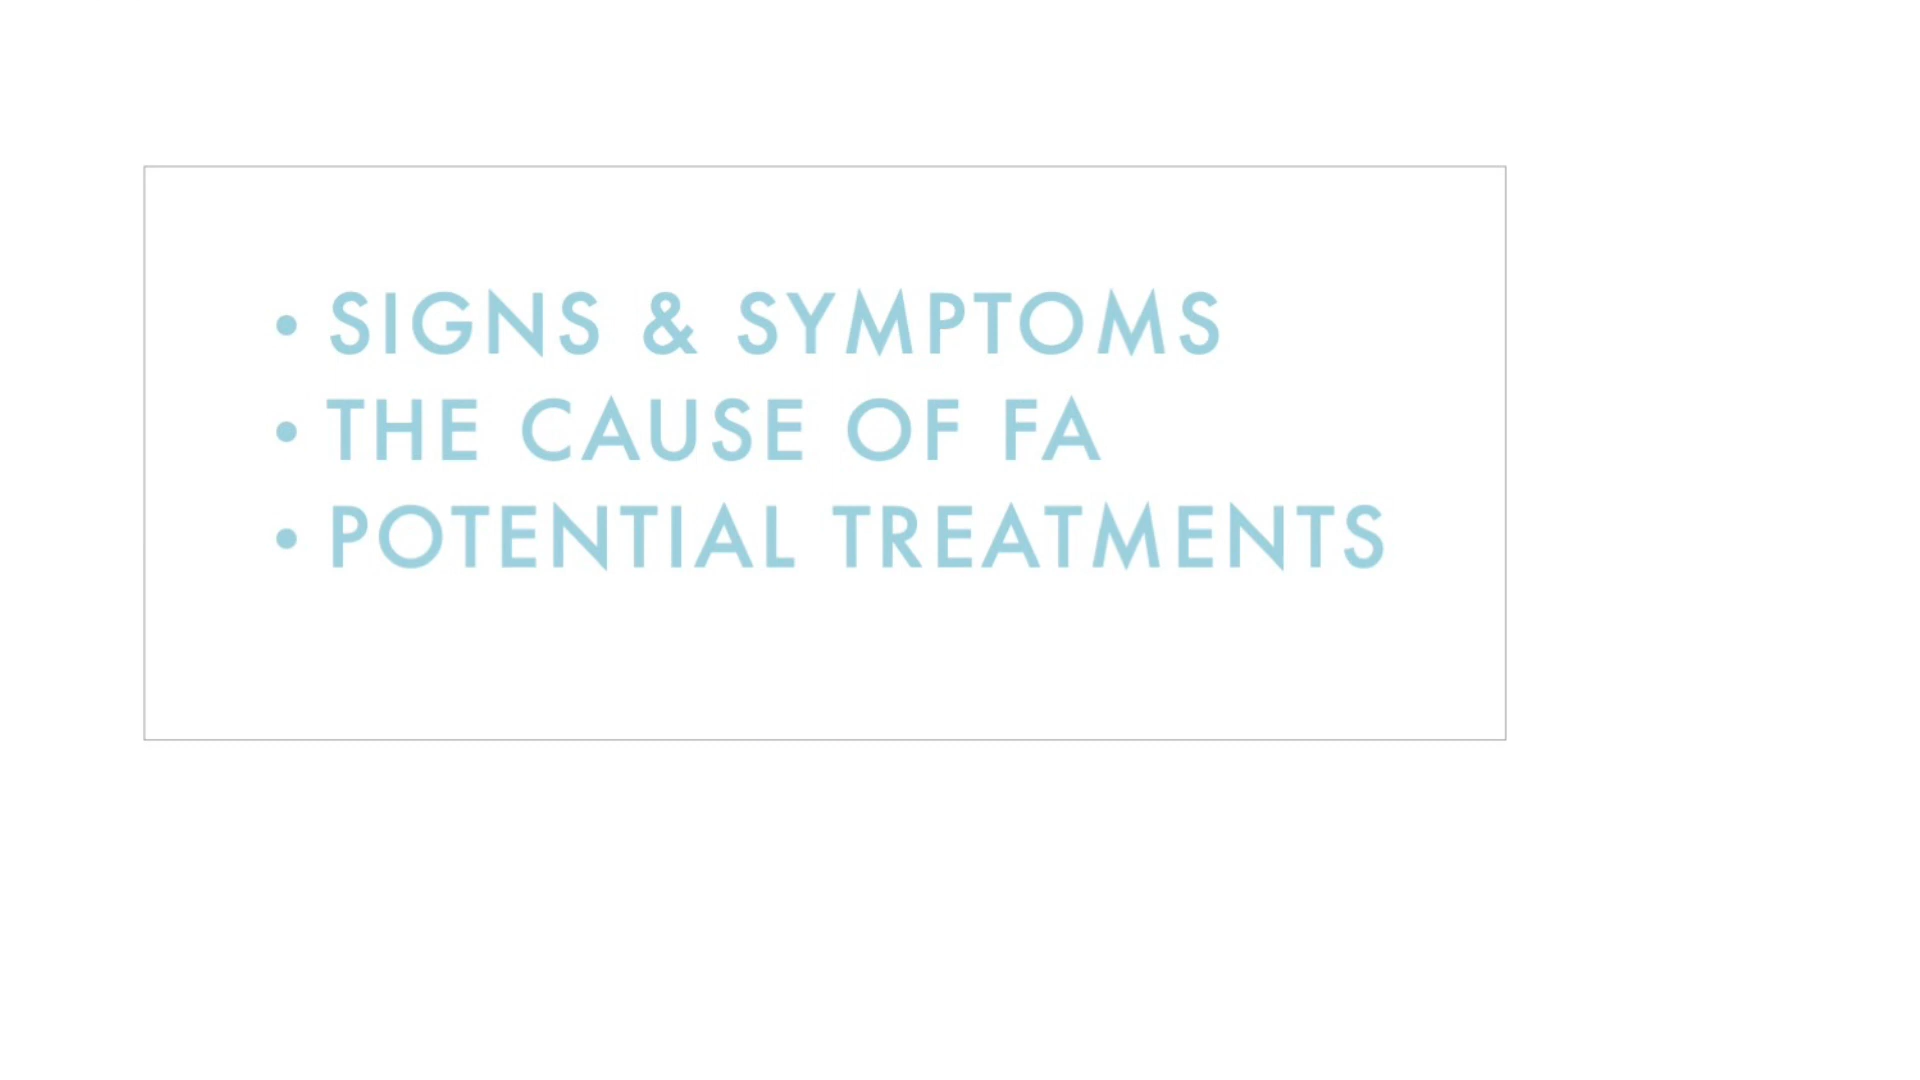 • SIGNS & SYMPTOMS
• THE CAUSE OF FA
• POTENTIAL TREATMENTS